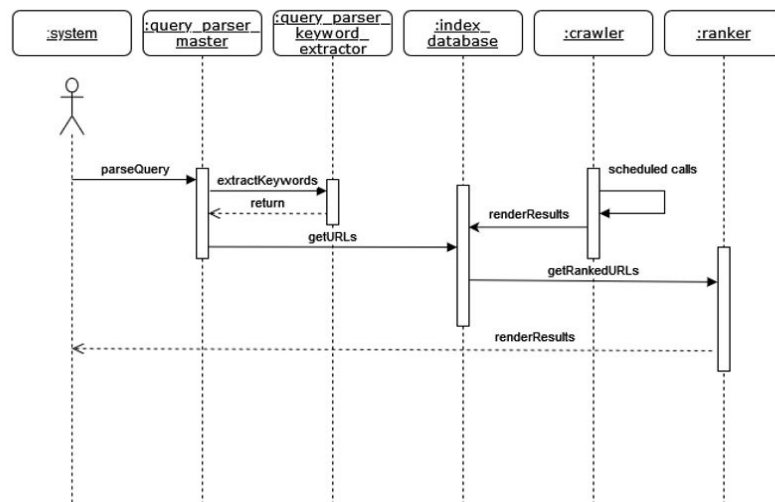 :system
:query_parser_
master
:query_parser_
keyword_
extractor
:index_
database
:crawler
:ranker
parseQuery
extractKeywords
return
getURLs
scheduled calls
renderResults
getRankedURLs
renderResults